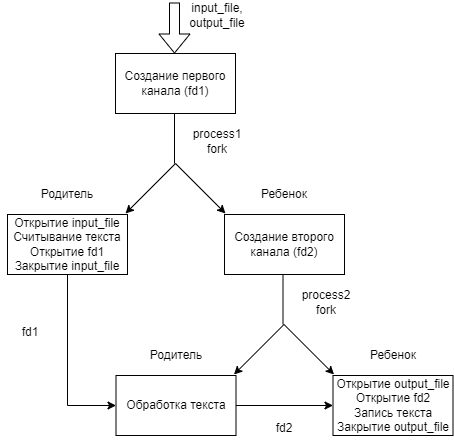 input_file,
output_file
Создание первого
канала (fd1)
process1
fork
Родитель
Ребенок
Открытие input_file
Считывание текста
Открытие fd1
Закрытие input_file
Создание второго
канала (fd2)
process2
fork
fd1
Родитель
Ребенок
Обработка текста
fd2
Открытие output_file
Открытие fd2
Запись текста
Закрытие output_file